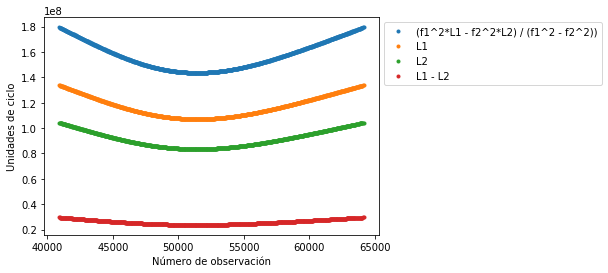 1e8
1.8
1.6
1.4
1.2
1.0
0.8
0.6
0.4
0.2
40000 45000 50000 55000 60000 65000
Unidades de ciclo
Número de observación
(f1^2*L1 - f2^2*L2) / (f1^2 - f2^2))
L1
L2
L1 - L2